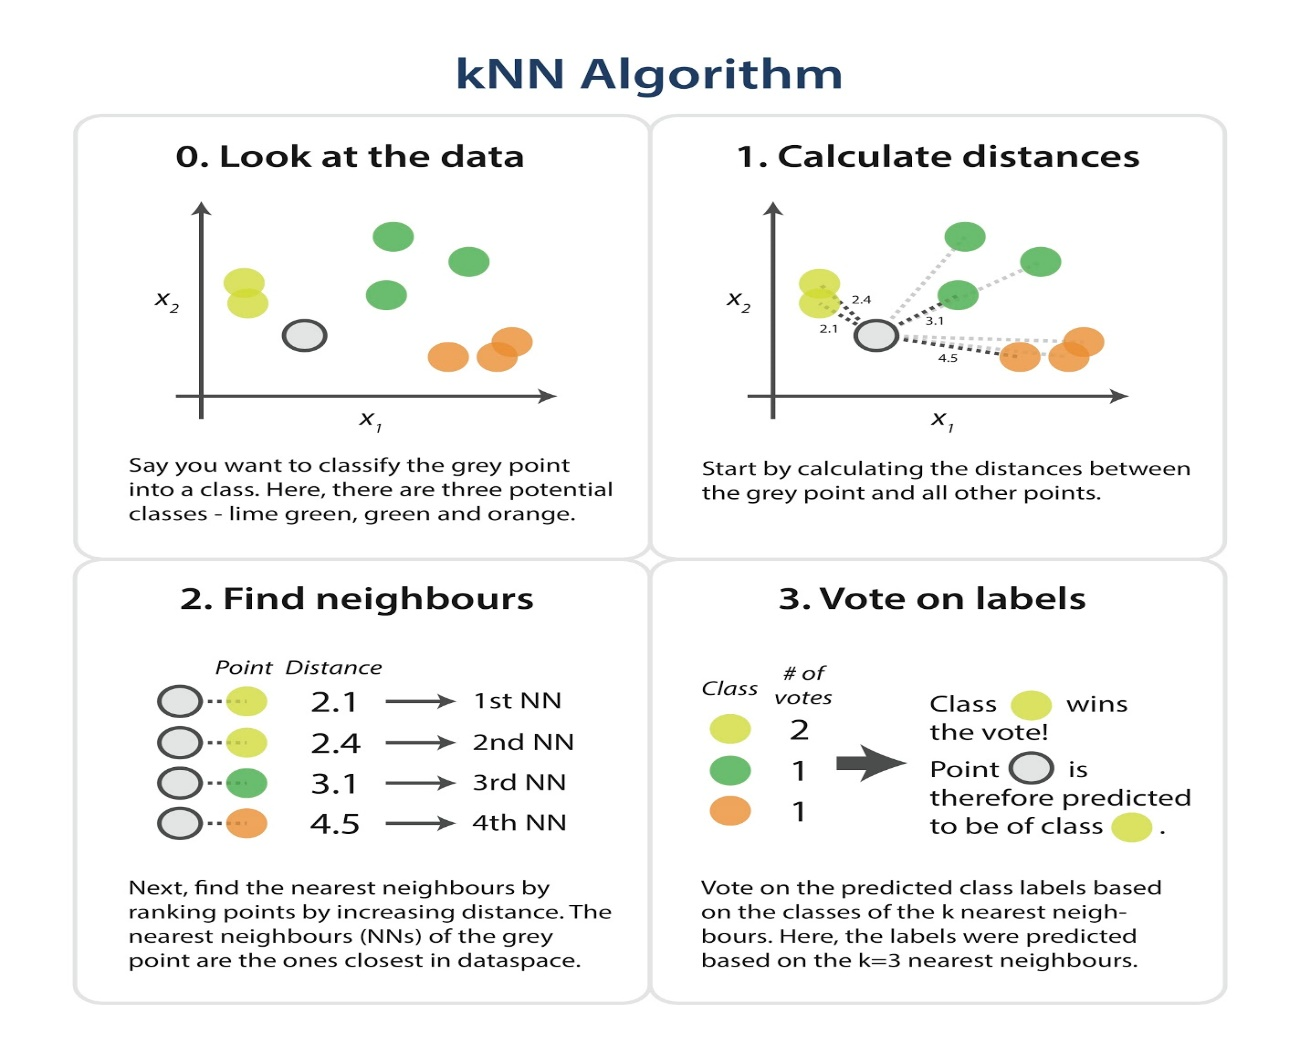 kNN Algorithm
0. Look at the data
x2
x1
Say you want to classify the grey point
into a class. Here, there are three potential
classes - lime green, green and orange.
1. Calculate distances
x2
2.4
2.1
3.1
4.5
x1
Start by calculating the distances between
the grey point and all other points.
2. Find neighbours
Point Distance
2.1 1st NN
2.4 2nd NN
3.1 3rd NN
4.5 4th NN
Next, find the nearest neighbours by
ranking points by increasing distance. The
nearest neighbours (NNs) of the grey
point are the ones closest in dataspace.
3. Vote on labels
Class # of
votes
2
1
1
Class wins
the vote!
Point is
therefore predicted
to be of class .
Vote on the predicted class labels based
on the classes of the k nearest neigh-
bours. Here, the labels were predicted
based on the k=3 nearest neighbours.